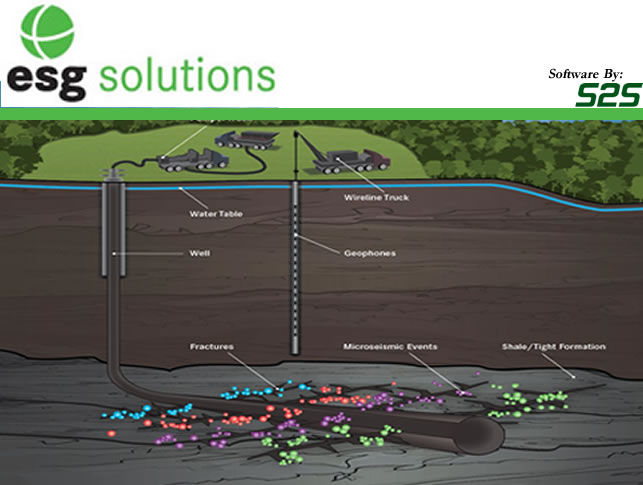 esg solutions
Software By:
S2S
Wireline Truck
Water Table
Well
Geophones
Fractures
Microseismic Events
Shale/Tight Formation